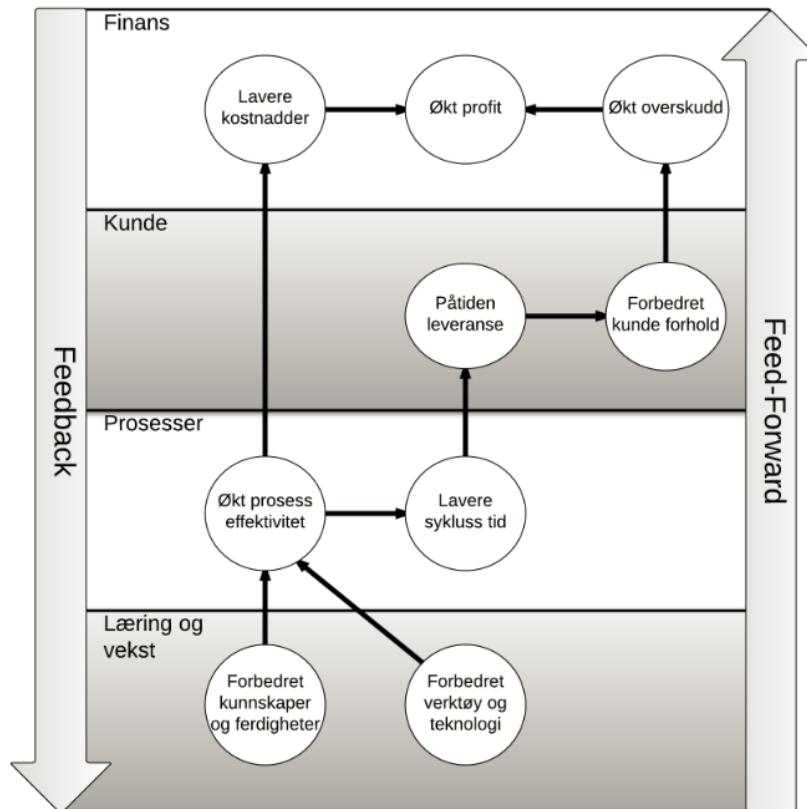 Finans
Lavere
kostnadder
Økt profit
Økt overskudd
Kunde
Påtiden
leveranse
Forbedret
kunde forhold
Prosesser
Økt prosess
effektivitet
Lavere
sykluss tid
Læring og
vekst
Forbedret
kunnskaper
og ferdigheter
Forbedret
verktøy og
teknologi
Feedback
Feed-Forward